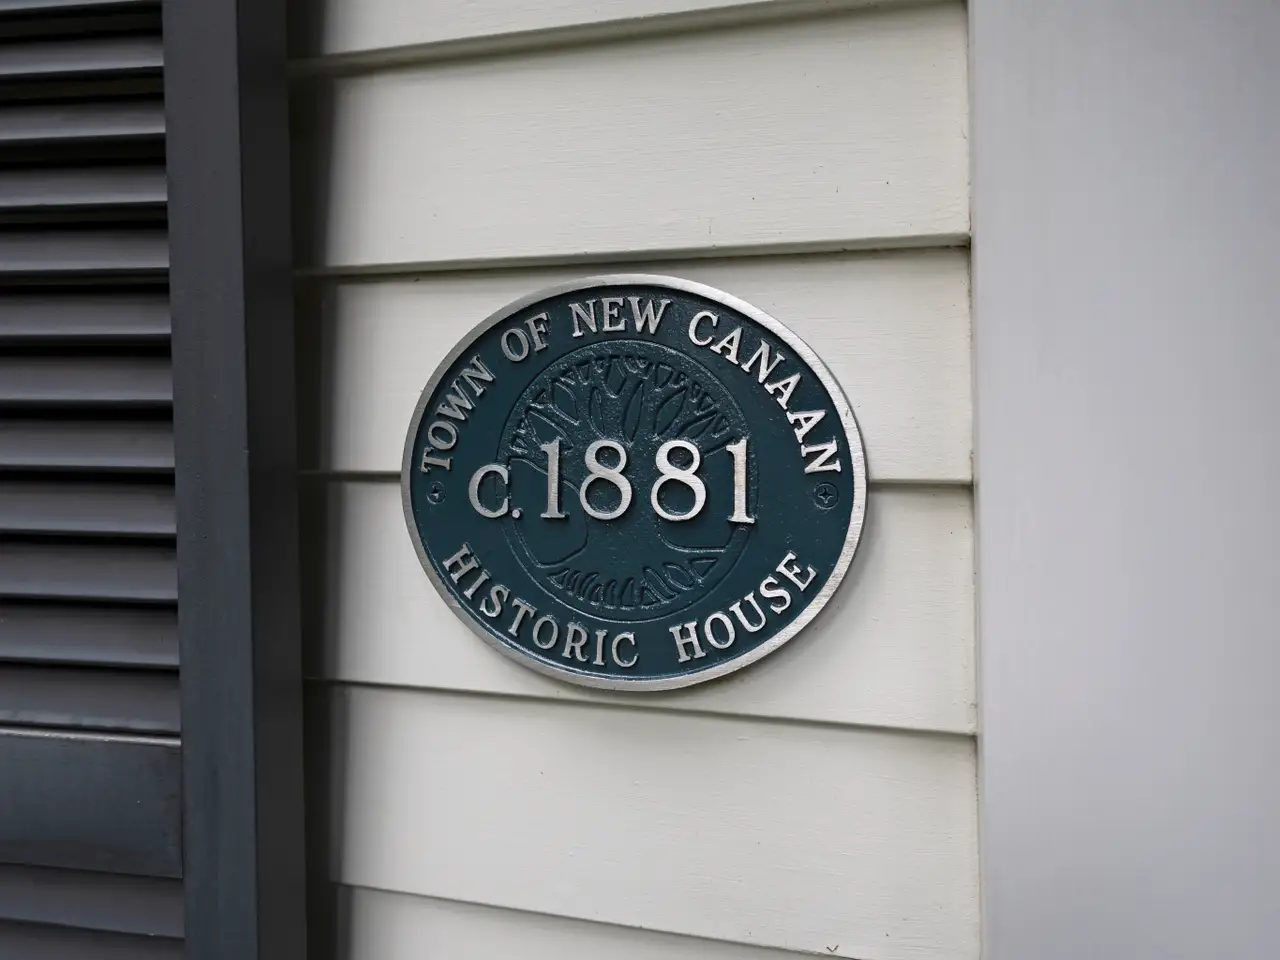 TOWN OF NEW CANAAN
C. 1881
HISTORIC HOUSE